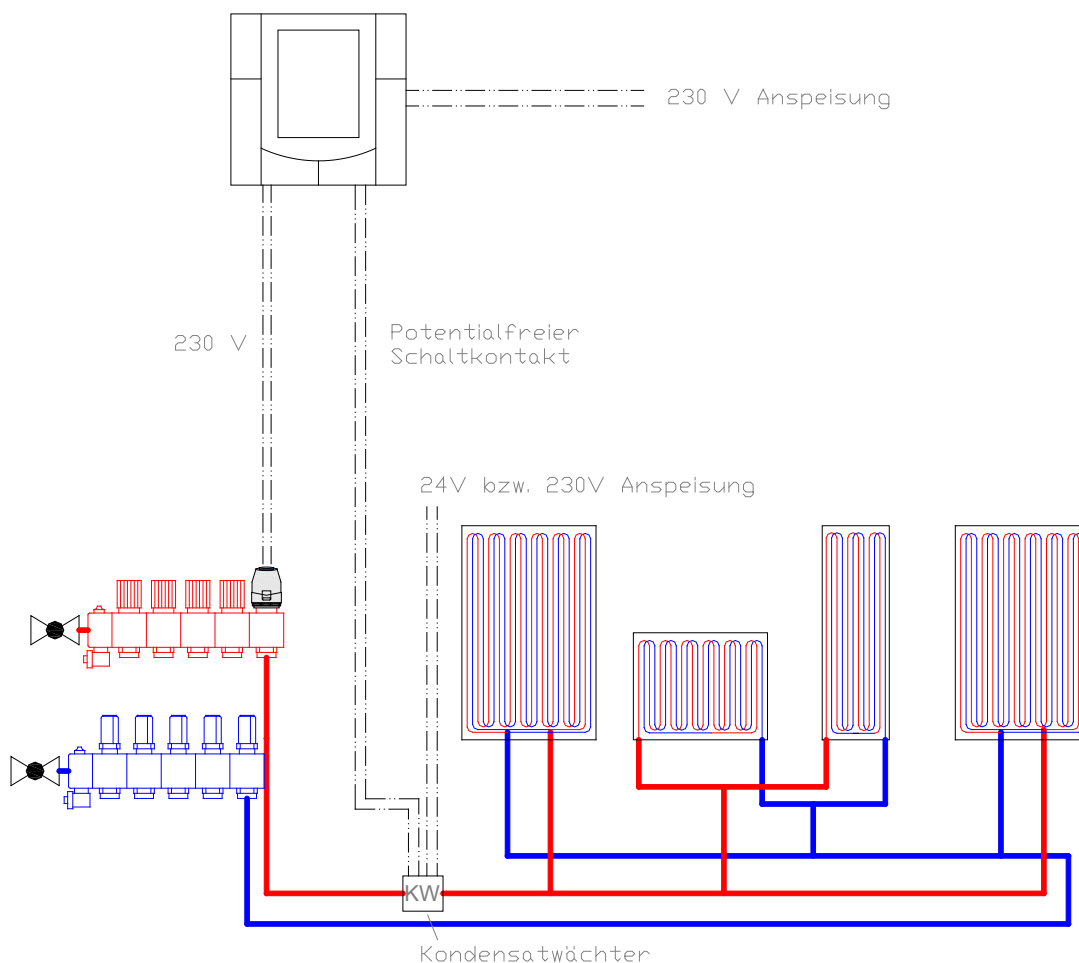 230 V Anspeisung
230 V
Potentialfreier
Schaltkontakt
24V bzw. 230V Anspeisung
KW
Kondensatwächter